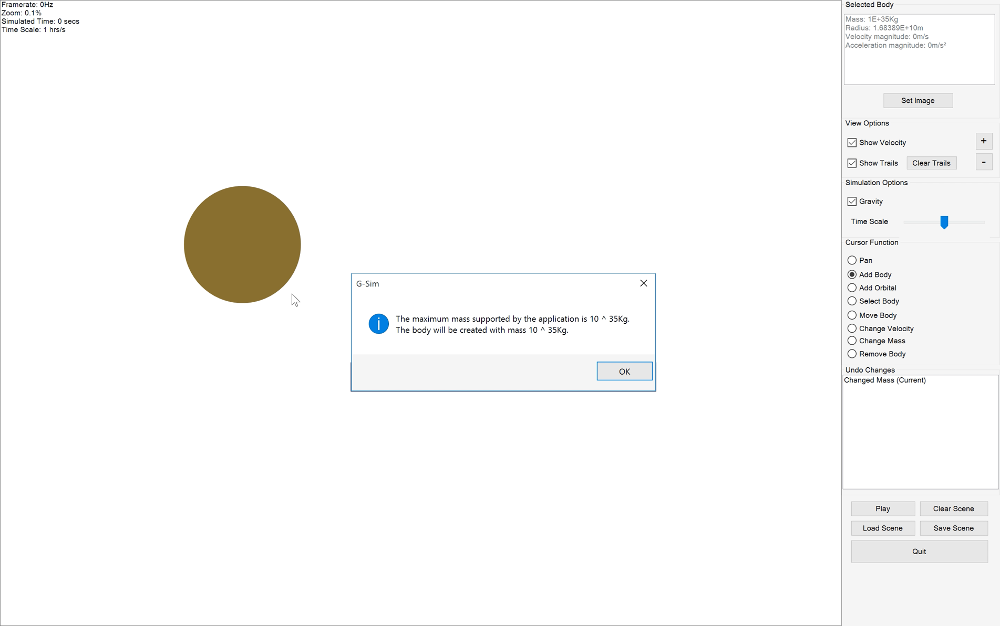 Framerate: 0Hz
Zoom: 0.1%
Simulated Time: 0 secs
Time Scale: 1 hrs/s
G-Sim
The maximum mass supported by the application is 10 ^ 35Kg.
The body will be created with mass 10 ^ 35Kg.
OK
Selected Body
Mass: 1E+35Kg
Radius: 1.68389E+10m
Velocity magnitude: 0m/s
Acceleration magnitude: 0m/s²
Set Image
View Options
Show Velocity
+
Show Trails
Clear Trails
-
Simulation Options
Gravity
Time Scale
Cursor Function
Pan
Add Body
Add Orbital
Select Body
Move Body
Change Velocity
Change Mass
Remove Body
Undo Changes
Changed Mass (Current)
Play
Clear Scene
Load Scene
Save Scene
Quit